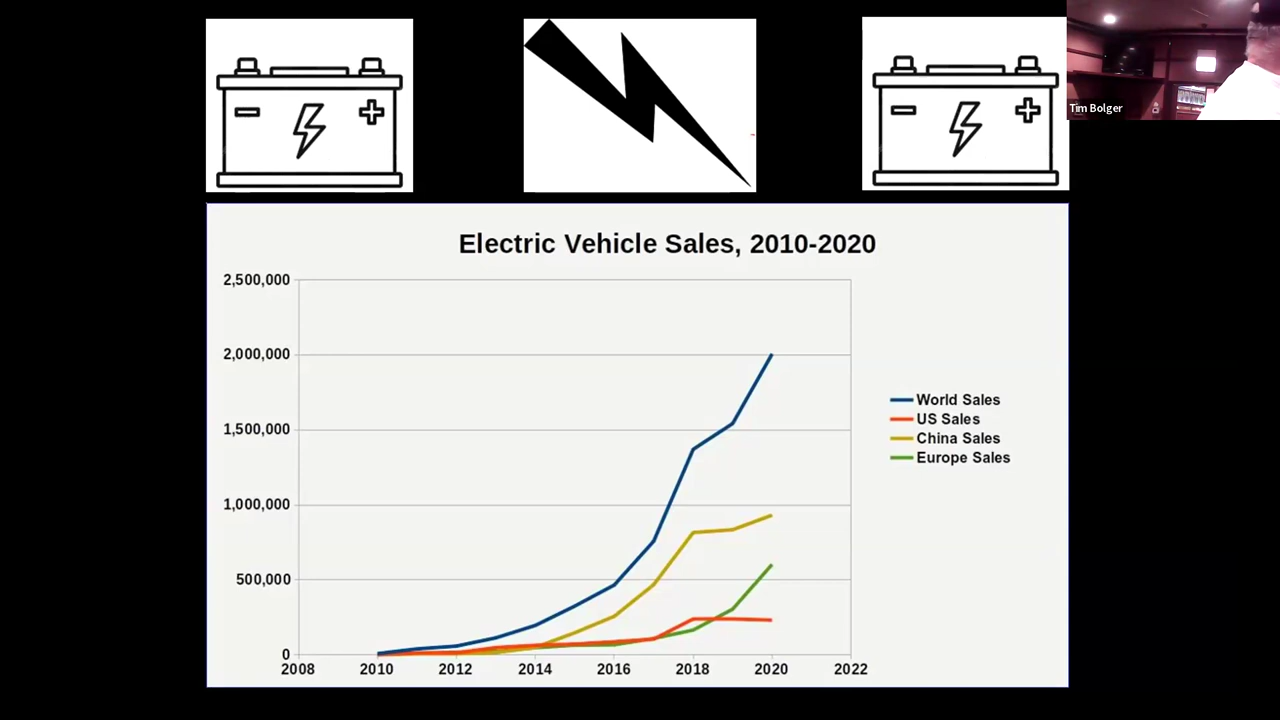 Tim Bolger
Electric Vehicle Sales, 2010-2020
2,500,000
2,000,000
1,500,000
1,000,000
500,000
0
2008 2010 2012 2014 2016 2018 2020 2022
World Sales
US Sales
China Sales
Europe Sales